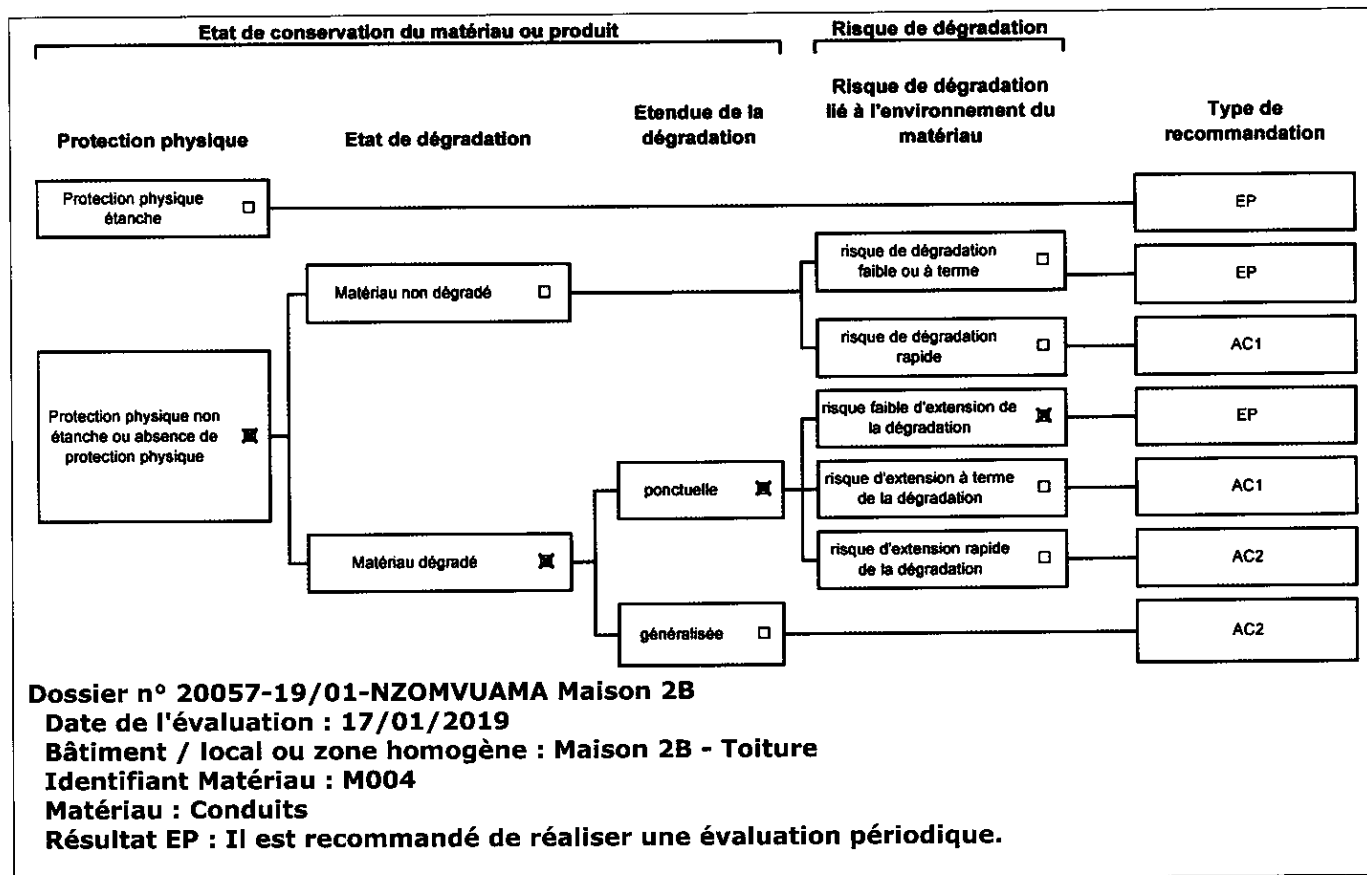 Etat de conservation du matériau ou produit
Risque de dégradation
Protection physique
Etat de dégradation
Etendue de la
dégradation
Risque de dégradation
lié à l'environnement du
matériau
Type de
recommandation
Protection physique
étanche
EP
Matériau non dégradé
risque de dégradation
faible ou à terme
EP
risque de dégradation
rapide
AC1
Protection physique non
étanche ou absence de
protection physique
risque faible d'extension de
la dégradation
EP
ponctuelle
risque d'extension à terme
de la dégradation
AC1
Matériau dégradé
risque d'extension rapide
de la dégradation
AC2
généralisée
AC2
Dossier n° 20057-19/01-NZOMVUAMA Maison 2B
Date de l'évaluation : 17/01/2019
Bâtiment / local ou zone homogène : Maison 2B - Toiture
Identifiant Matériau : M004
Matériau : Conduits
Résultat EP : Il est recommandé de réaliser une évaluation périodique.